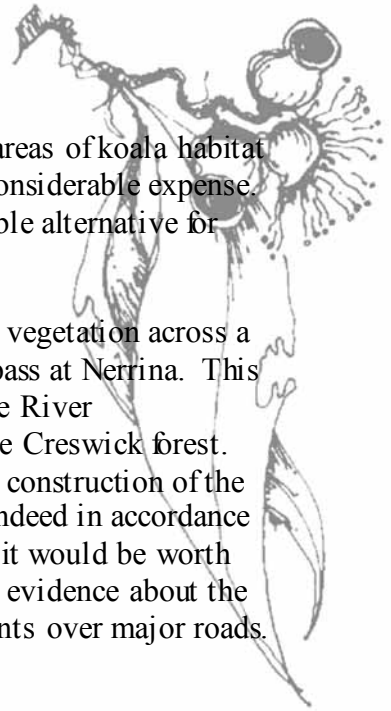 areas of koala habitat
onsiderable expense.
ble alternative for
vegetation across a
pass at Nerrina. This
e River
e Creswick forest.
construction of the
ndeed in accordance
it would be worth
evidence about the
nts over major roads.